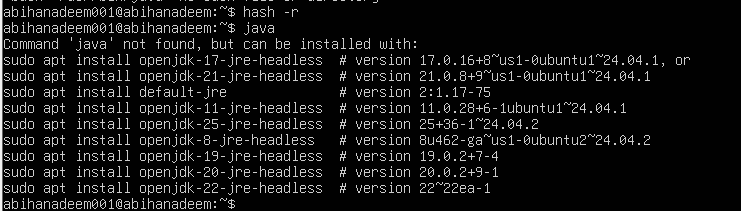 abihanadeem001@abihanadeem:~$ hash -r
abihanadeem001@abihanadeem:~$ java
Command 'java' not found, but can be installed with:
sudo apt install openjdk-17-jre-headless  # version 17.0.16+8~us1-0ubuntu1~24.04.1, or
sudo apt install openjdk-21-jre-headless  # version 21.0.8+9~us1-0ubuntu1~24.04.1
sudo apt install default-jre              # version 2:1.17-75
sudo apt install openjdk-11-jre-headless  # version 11.0.28+6-1ubuntu1~24.04.1
sudo apt install openjdk-25-jre-headless  # version 25+36-1~24.04.2
sudo apt install openjdk-8-jre-headless   # version 8u462-ga~us1-0ubuntu2~24.04.2
sudo apt install openjdk-19-jre-headless  # version 19.0.2+7-4
sudo apt install openjdk-20-jre-headless  # version 20.0.2+9-1
sudo apt install openjdk-22-jre-headless  # version 22~22ea-1
abihanadeem001@abihanadeem:~$